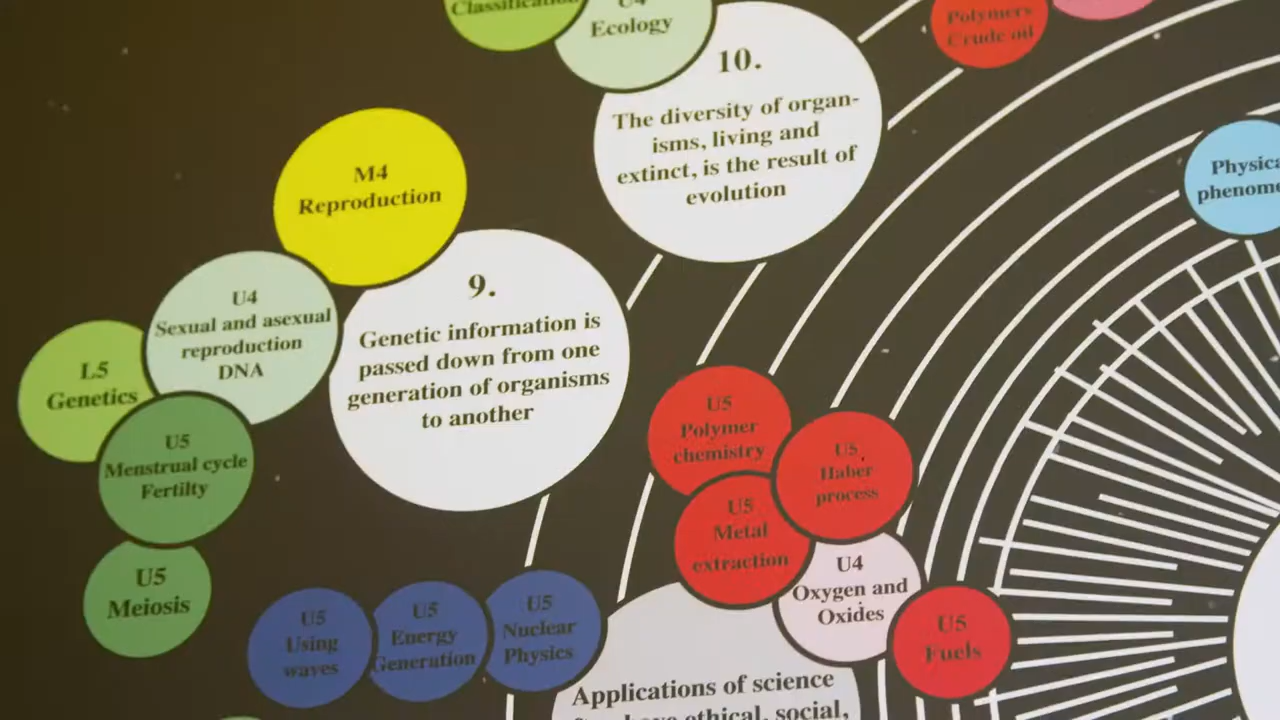 Classification
U4
Ecology
Polymers
Crude oil
10.
The diversity of organ-
isms, living and
extinct, is the result of
evolution
M4
Reproduction
9.
Genetic information is
passed down from one
generation of organisms
to another
U4
Sexual and asexual
reproduction
DNA
L5
Genetics
U5
Menstrual cycle
Fertilty
U5
Meiosis
U5
Using
waves
U5
Energy
Generation
U5
Nuclear
Physics
U5
Polymer
chemistry
U5
Haber
process
U5
Metal
extraction
U4
Oxygen and
Oxides
U5
Fuels
Applications of science
have ethical, social,